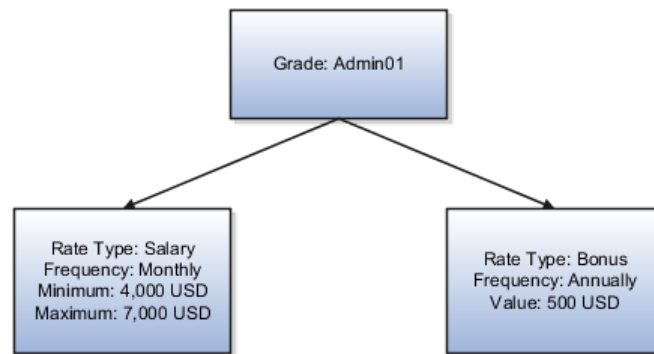 Grade: Admin01
Rate Type: Salary
Frequency: Monthly
Minimum: 4,000 USD
Maximum: 7,000 USD
Rate Type: Bonus
Frequency: Annually
Value: 500 USD